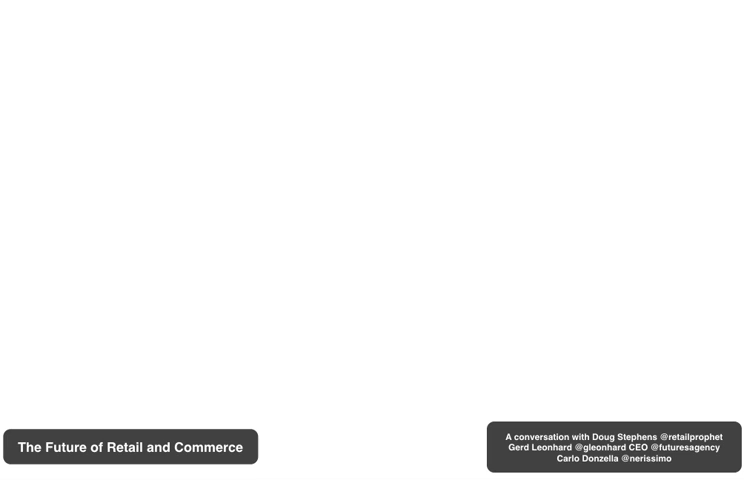 The Future of Retail and Commerce
A conversation with Doug Stephens @retailprophet
Gerd Leonhard @gleonhard CEO @futuresagency
Carlo Donzella @nerissimo